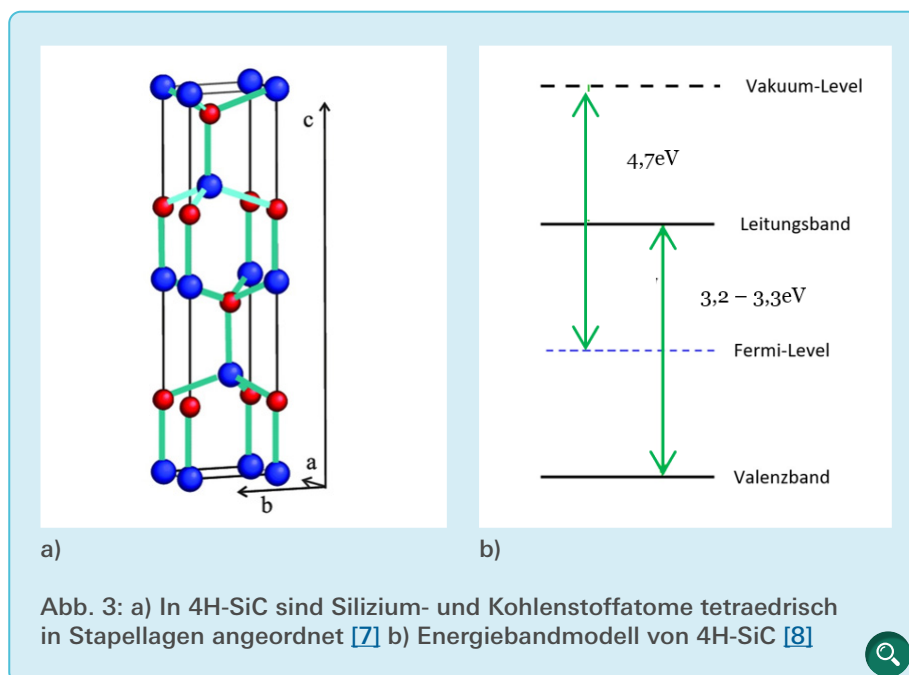 c
a
b
Vakuum-Level
4,7eV
Leitungsband
3,2 – 3,3eV
Fermi-Level
Valenzband
a)
b)
Abb. 3: a) In 4H-SiC sind Silizium- und Kohlenstoffatome tetraedrisch
in Stapellagen angeordnet [7] b) Energiebandmodell von 4H-SiC [8]